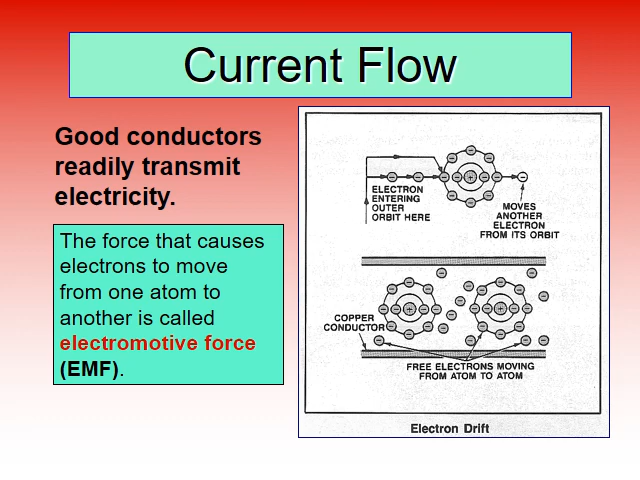 Current Flow
Good conductors
readily transmit
electricity.
The force that causes
electrons to move
from one atom to
another is called
electromotive force
(EMF).
ELECTRON
ENTERING
OUTER
ORBIT HERE
MOVES
ANOTHER
ELECTRON
FROM ITS ORBIT
COPPER
CONDUCTOR
FREE ELECTRONS MOVING
FROM ATOM TO ATOM
Electron Drift